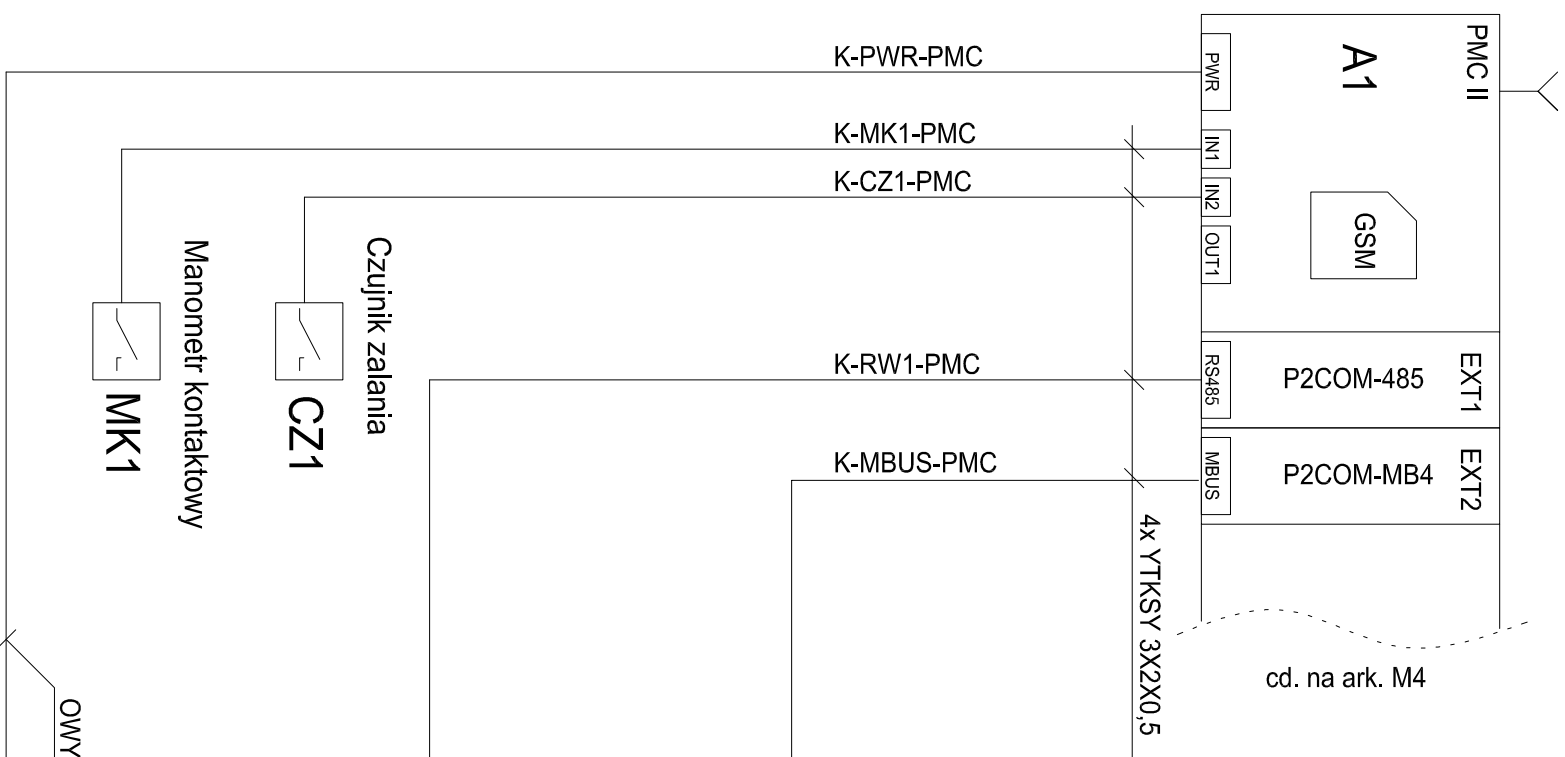 K-PWR-PMC
PWR
A1
PMC II
K-MK1-PMC
IN1
K-CZ1-PMC
IN2
OUT1
GSM
Manometr kontaktowy
MK1
Czujnik zalania
CZ1
K-RW1-PMC
RS485
P2COM-485
EXT1
K-MBUS-PMC
MBUS
P2COM-MB4
EXT2
4x YTKSY 3X2X0,5
cd. na ark. M4
OWY